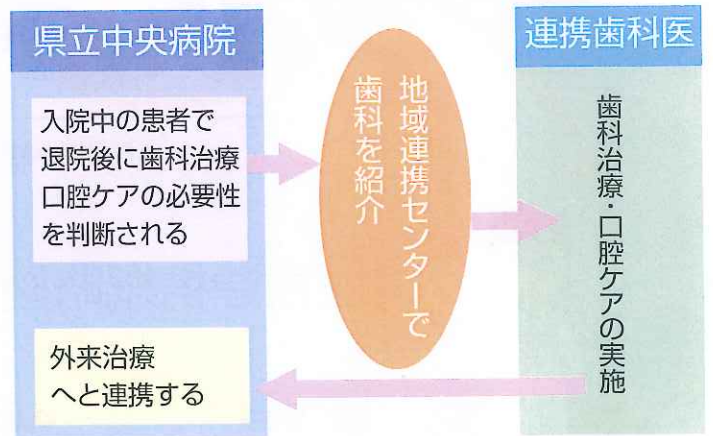 県立中央病院
入院中の患者で
退院後に歯科治療
口腔ケアの必要性
を判断される
外来治療
へと連携する
地域連携センターで
歯科を紹介
連携歯科医
歯科治療・口腔ケアの実施